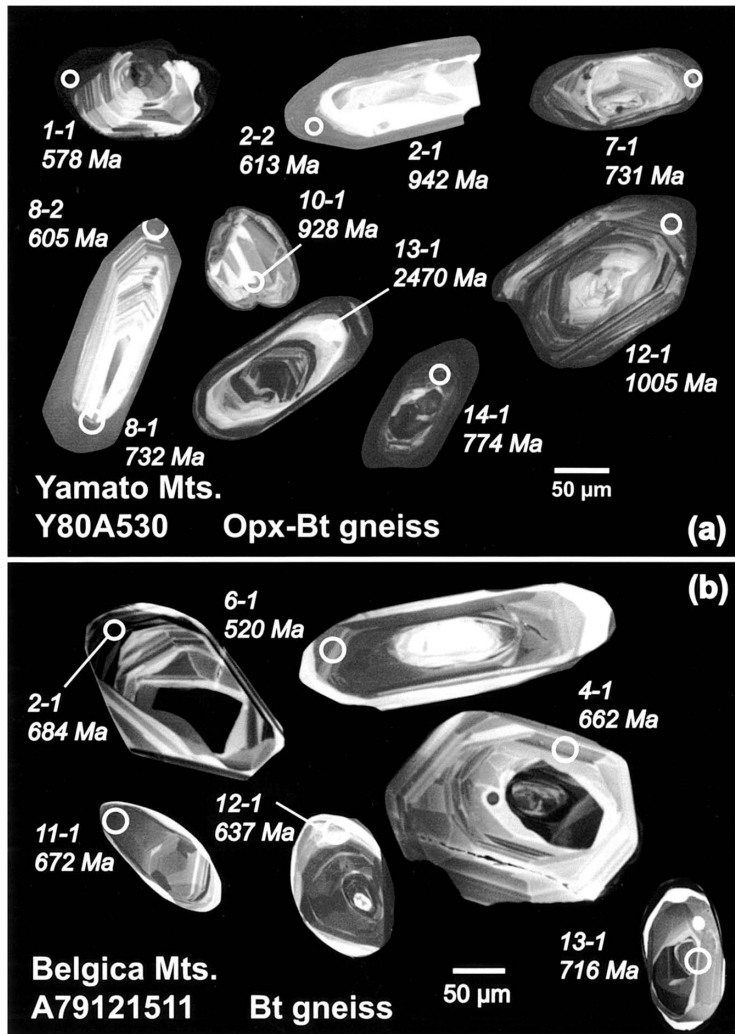 1-1
578 Ma
2-2
613 Ma
2-1
942 Ma
7-1
731 Ma
8-2
605 Ma
10-1
928 Ma
13-1
2470 Ma
12-1
1005 Ma
8-1
732 Ma
14-1
774 Ma
50 µm
Yamato Mts.
Y80A530 Opx-Bt gneiss (a)
(b)
6-1
520 Ma
2-1
684 Ma
4-1
662 Ma
11-1
672 Ma
12-1
637 Ma
13-1
716 Ma
50 µm
Belgica Mts.
A79121511 Bt gneiss